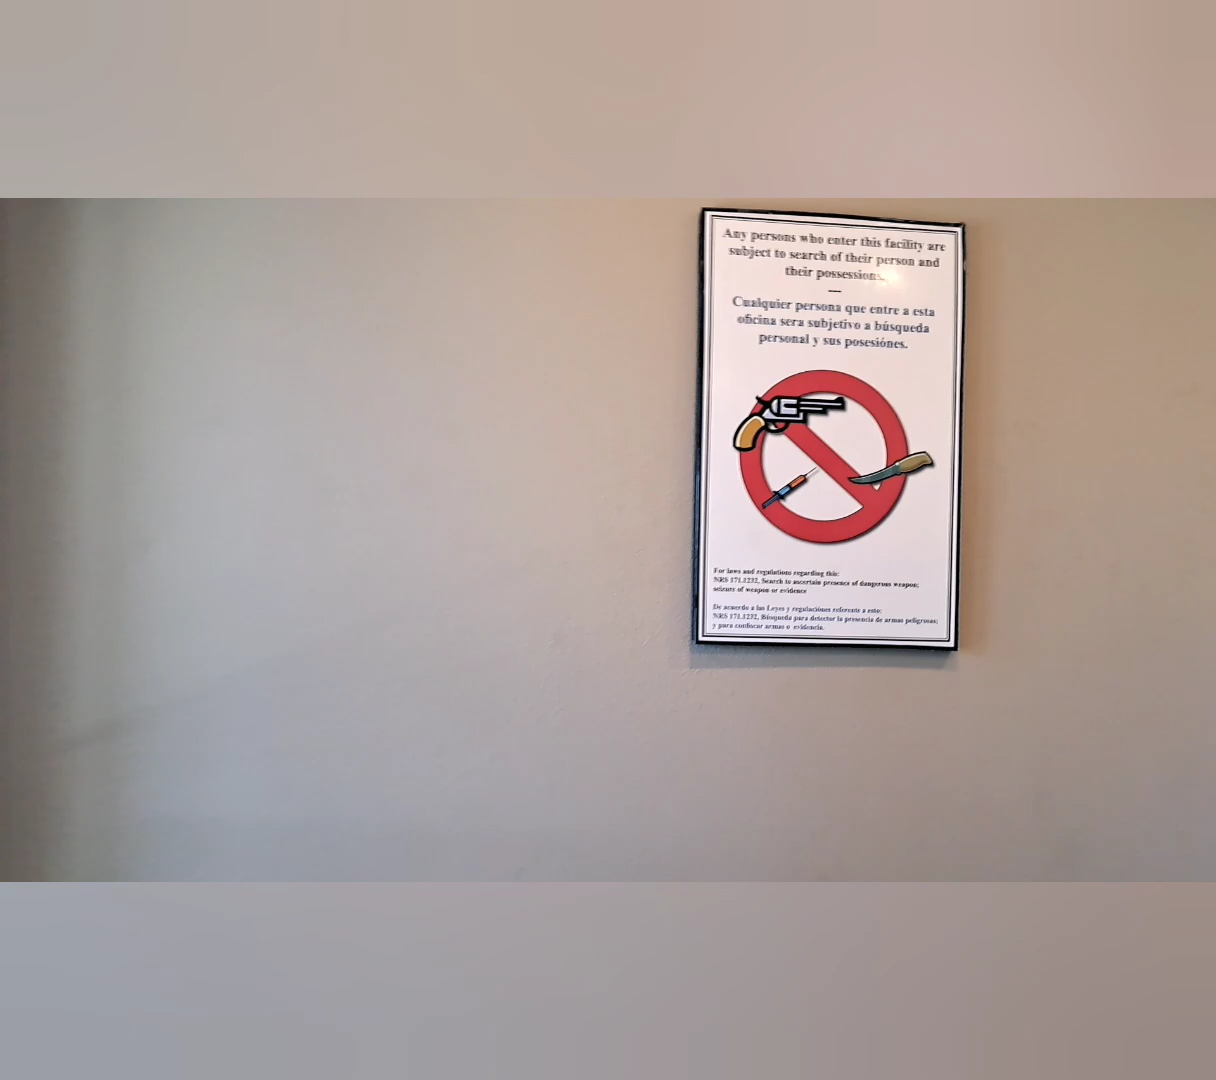 Any persons who enter this facility are
subject to search of their person and
their possessions.
Cualquier persona que entre a esta
oficina sera subjetivo a búsqueda
personal y sus posesiónes.
For laws and regulations regarding this:
NRS 171.1232, Search to ascertain presence of dangerous weapon;
seizure of weapon or evidence
De acuerdo a las Leyes y regulaciónes referente a esto:
NRS 171.1232, Búsqueda para detectar la presencia de armas peligrosas;
y para confiscar armas o evidencia.